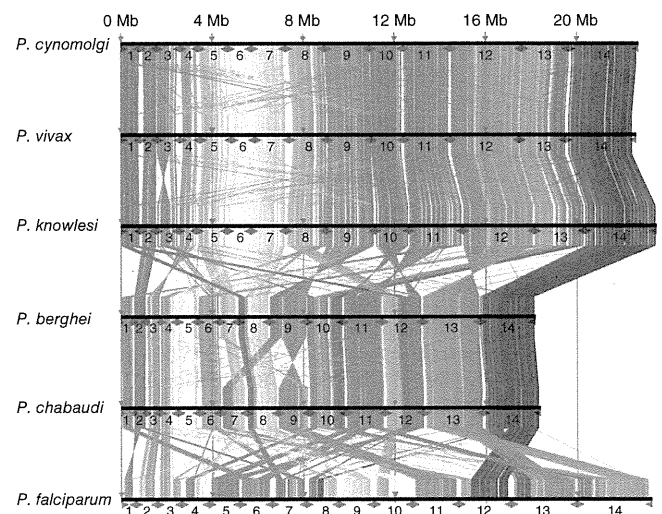 0 Mb 4 Mb 8 Mb 12 Mb 16 Mb 20 Mb
P. cynomolgi
1 2 3 4 5 6 7 8 9 10 11 12 13 14
P. vivax
1 2 3 4 5 6 7 8 9 10 11 12 13 14
P. knowlesi
1 2 3 4 5 6 7 8 9 10 11 12 13 14
P. berghei
1 2 3 4 5 6 7 8 9 10 11 12 13 14
P. chabaudi
1 2 3 4 5 6 7 8 9 10 11 12 13 14
P. falciparum
1 2 3 4 5 6 7 8 9 10 11 12 13 14